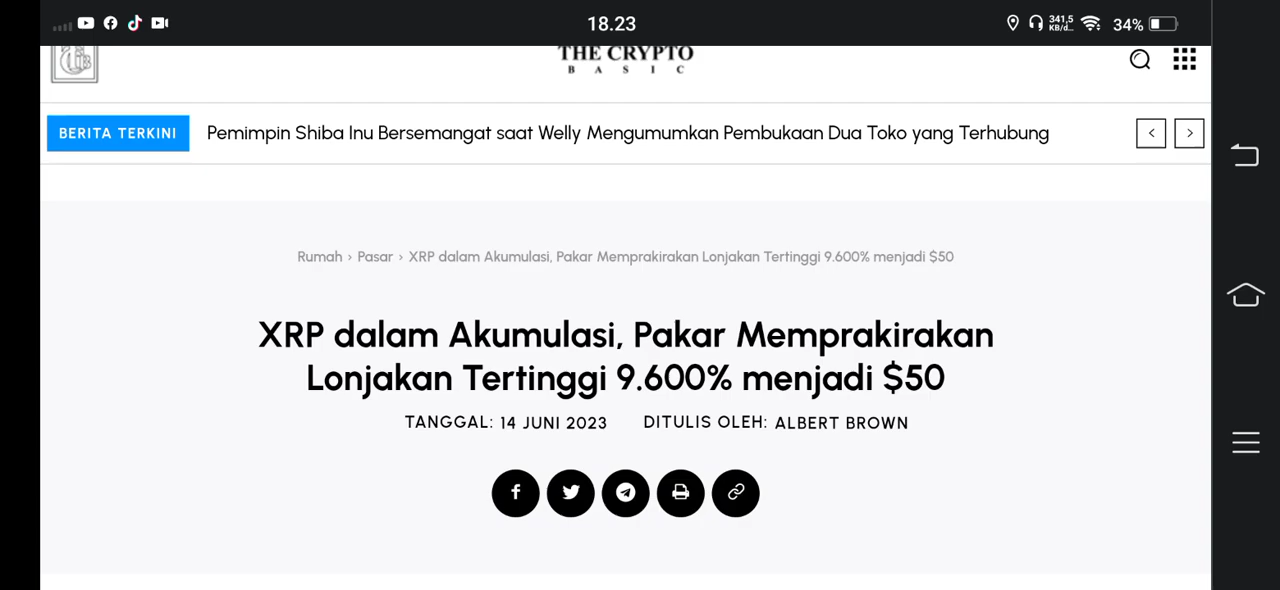 18.23
341,5
KB/d...
34%
THE CRYPTO
BASIC
BERITA TERKINI
Pemimpin Shiba Inu Bersemangat saat Welly Mengumumkan Pembukaan Dua Toko yang Terhubung
Rumah › Pasar › XRP dalam Akumulasi, Pakar Memprakirakan Lonjakan Tertinggi 9.600% menjadi $50
XRP dalam Akumulasi, Pakar Memprakirakan
Lonjakan Tertinggi 9.600% menjadi $50
TANGGAL: 14 JUNI 2023 DITULIS OLEH: ALBERT BROWN